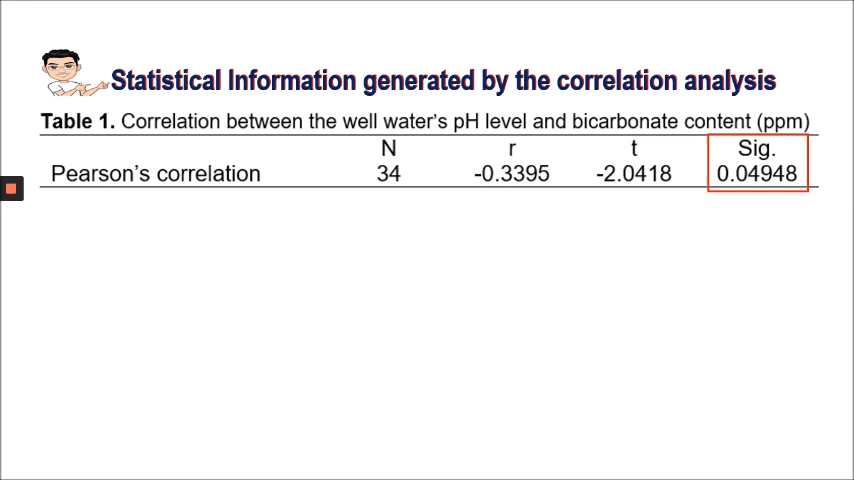 Statistical Information generated by the correlation analysis
Table 1. Correlation between the well water's pH level and bicarbonate content (ppm)
N r t Sig.
Pearson's correlation 34 -0.3395 -2.0418 0.04948